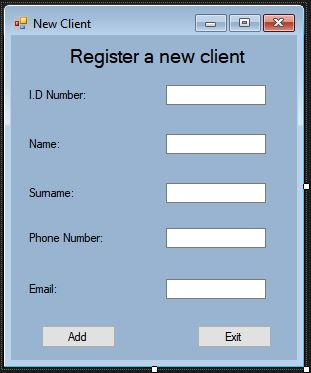 New Client
Register a new client
I.D Number:
Name:
Surname:
Phone Number:
Email:
Add Exit